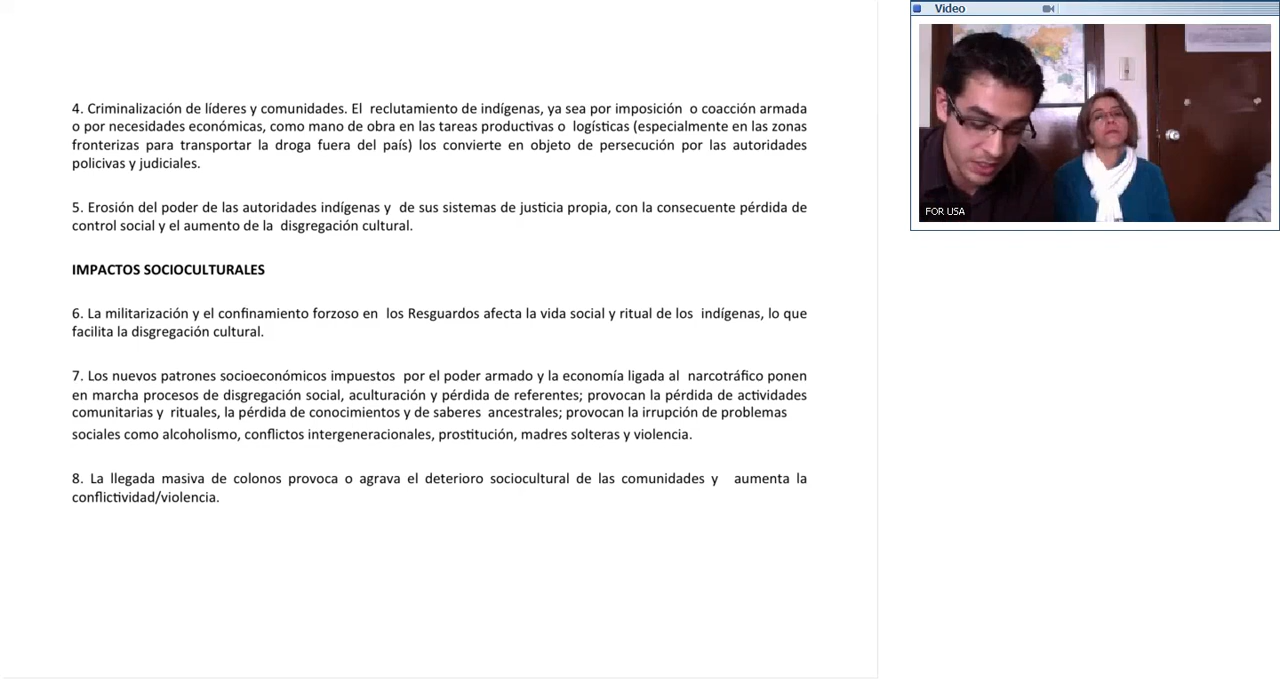 Video
4. Criminalización de líderes y comunidades. El reclutamiento de indígenas, ya sea por imposición o coacción armada
o por necesidades económicas, como mano de obra en las tareas productivas o logísticas (especialmente en las zonas
fronterizas para transportar la droga fuera del país) los convierte en objeto de persecución por las autoridades
policivas y judiciales.
5. Erosión del poder de las autoridades indígenas y de sus sistemas de justicia propia, con la consecuente pérdida de
control social y el aumento de la disgregación cultural.
IMPACTOS SOCIOCULTURALES
6. La militarización y el confinamiento forzoso en los Resguardos afecta la vida social y ritual de los indígenas, lo que
facilita la disgregación cultural.
7. Los nuevos patrones socioeconómicos impuestos por el poder armado y la economía ligada al narcotráfico ponen
en marcha procesos de disgregación social, aculturación y pérdida de referentes; provocan la pérdida de actividades
comunitarias y rituales, la pérdida de conocimientos y de saberes ancestrales; provocan la irrupción de problemas
sociales como alcoholismo, conflictos intergeneracionales, prostitución, madres solteras y violencia.
8. La llegada masiva de colonos provoca o agrava el deterioro sociocultural de las comunidades y aumenta la
conflictividad/violencia.
FOR USA